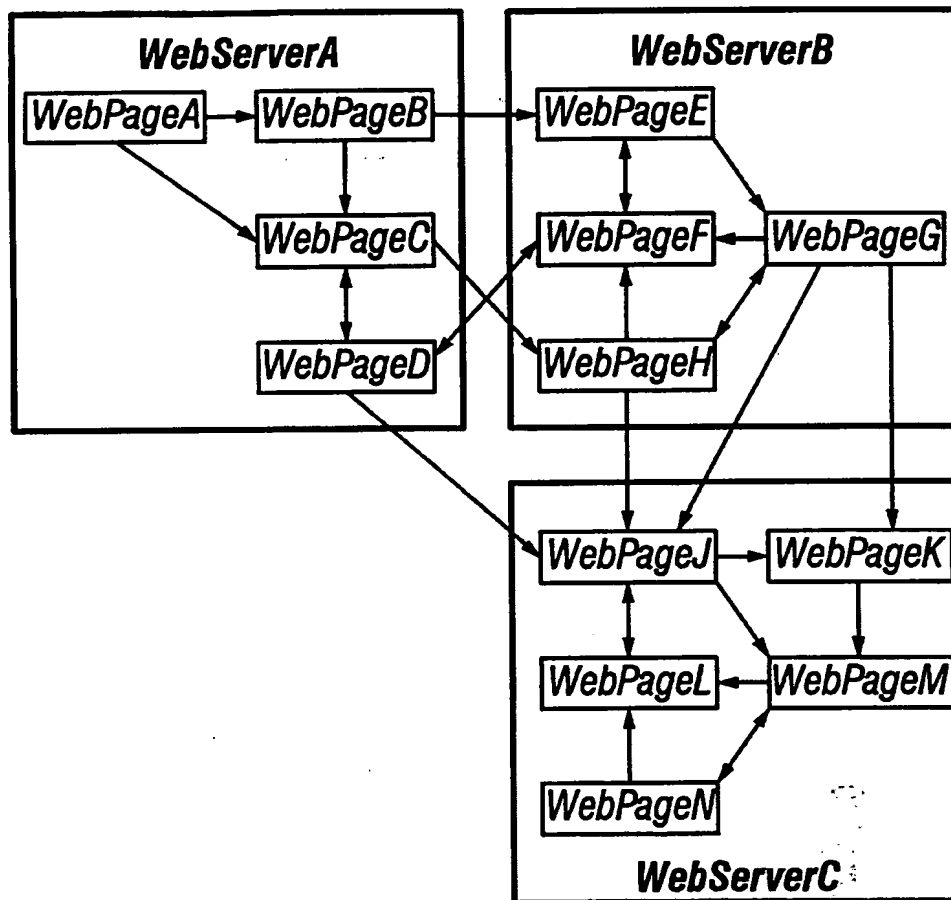 WebServerA
WebPageA
WebPageB
WebPageC
WebPageD
WebServerB
WebPageE
WebPageF
WebPageG
WebPageH
WebPageJ
WebPageK
WebPageL
WebPageM
WebPageN
WebServerC